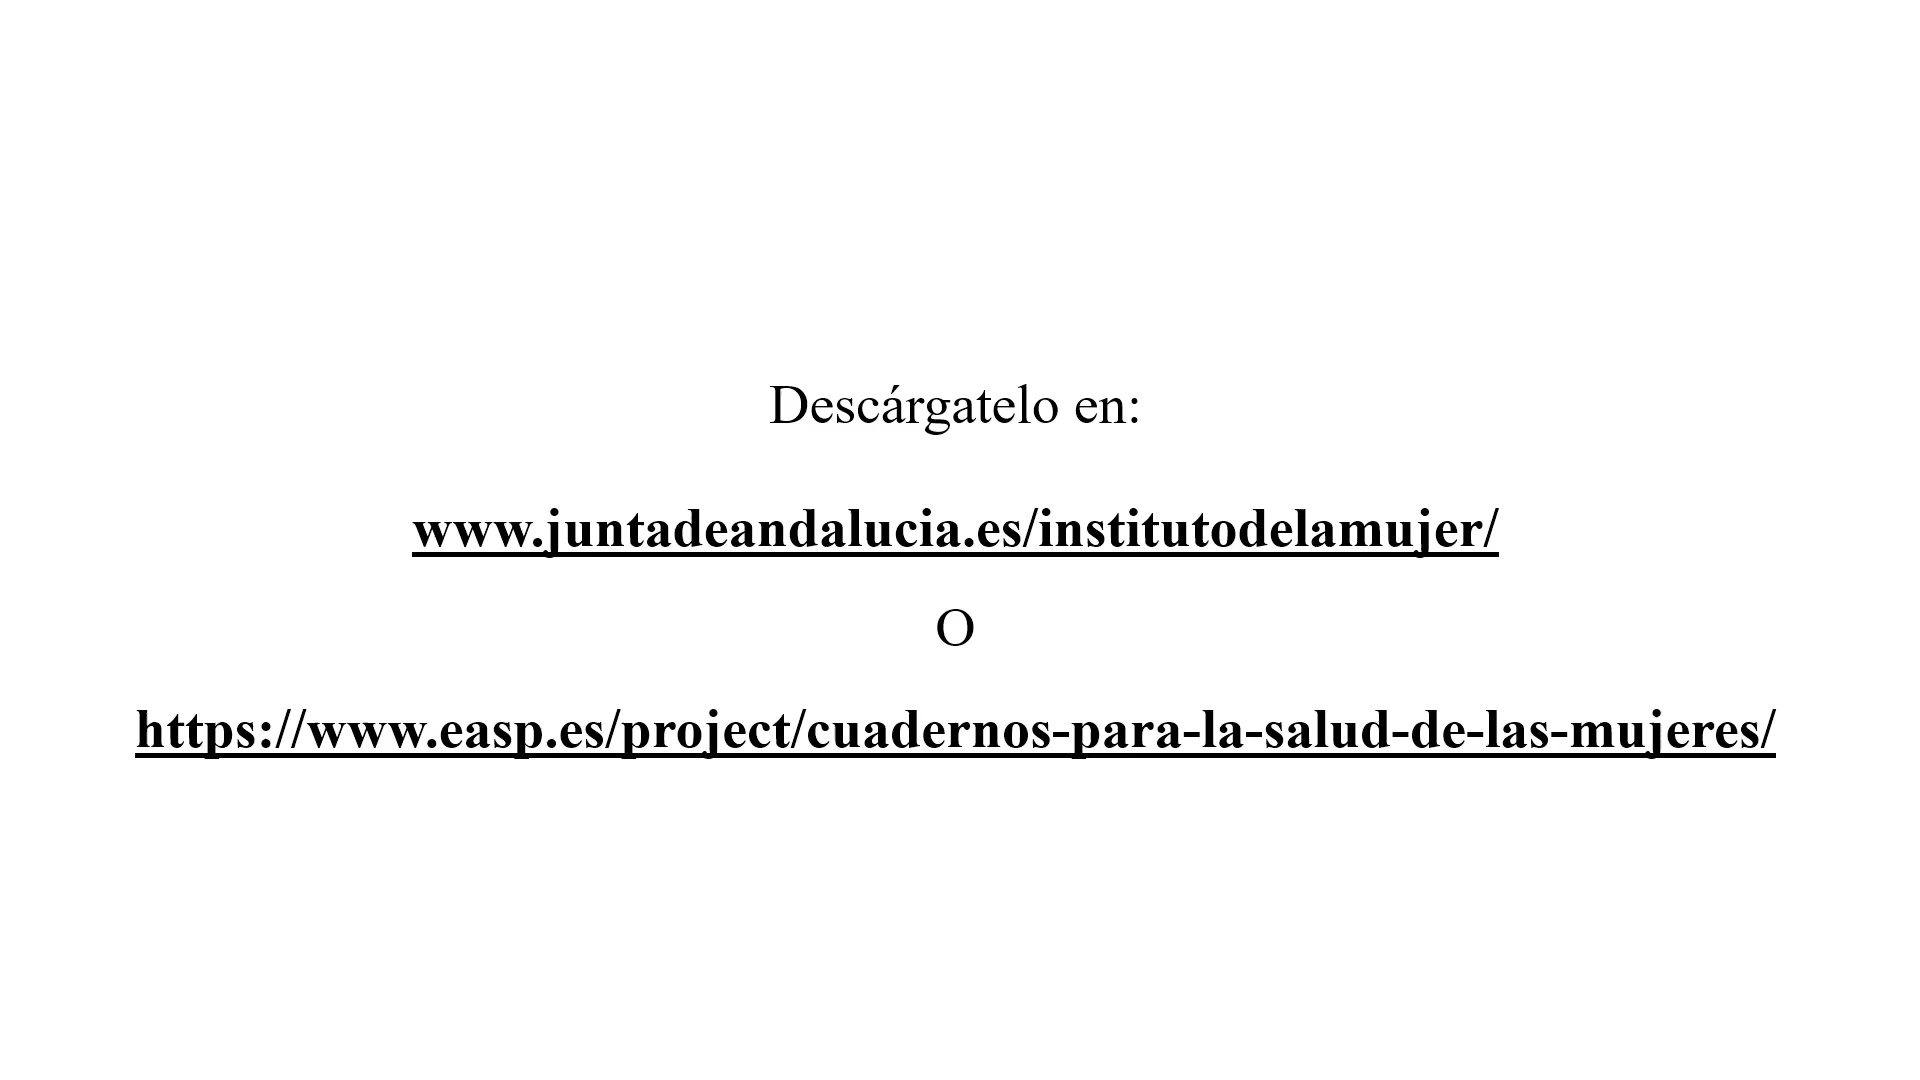 Descárgatelo en:
www.juntadeandalucia.es/institutodelamujer/
O
https://www.easp.es/project/cuadernos-para-la-salud-de-las-mujeres/